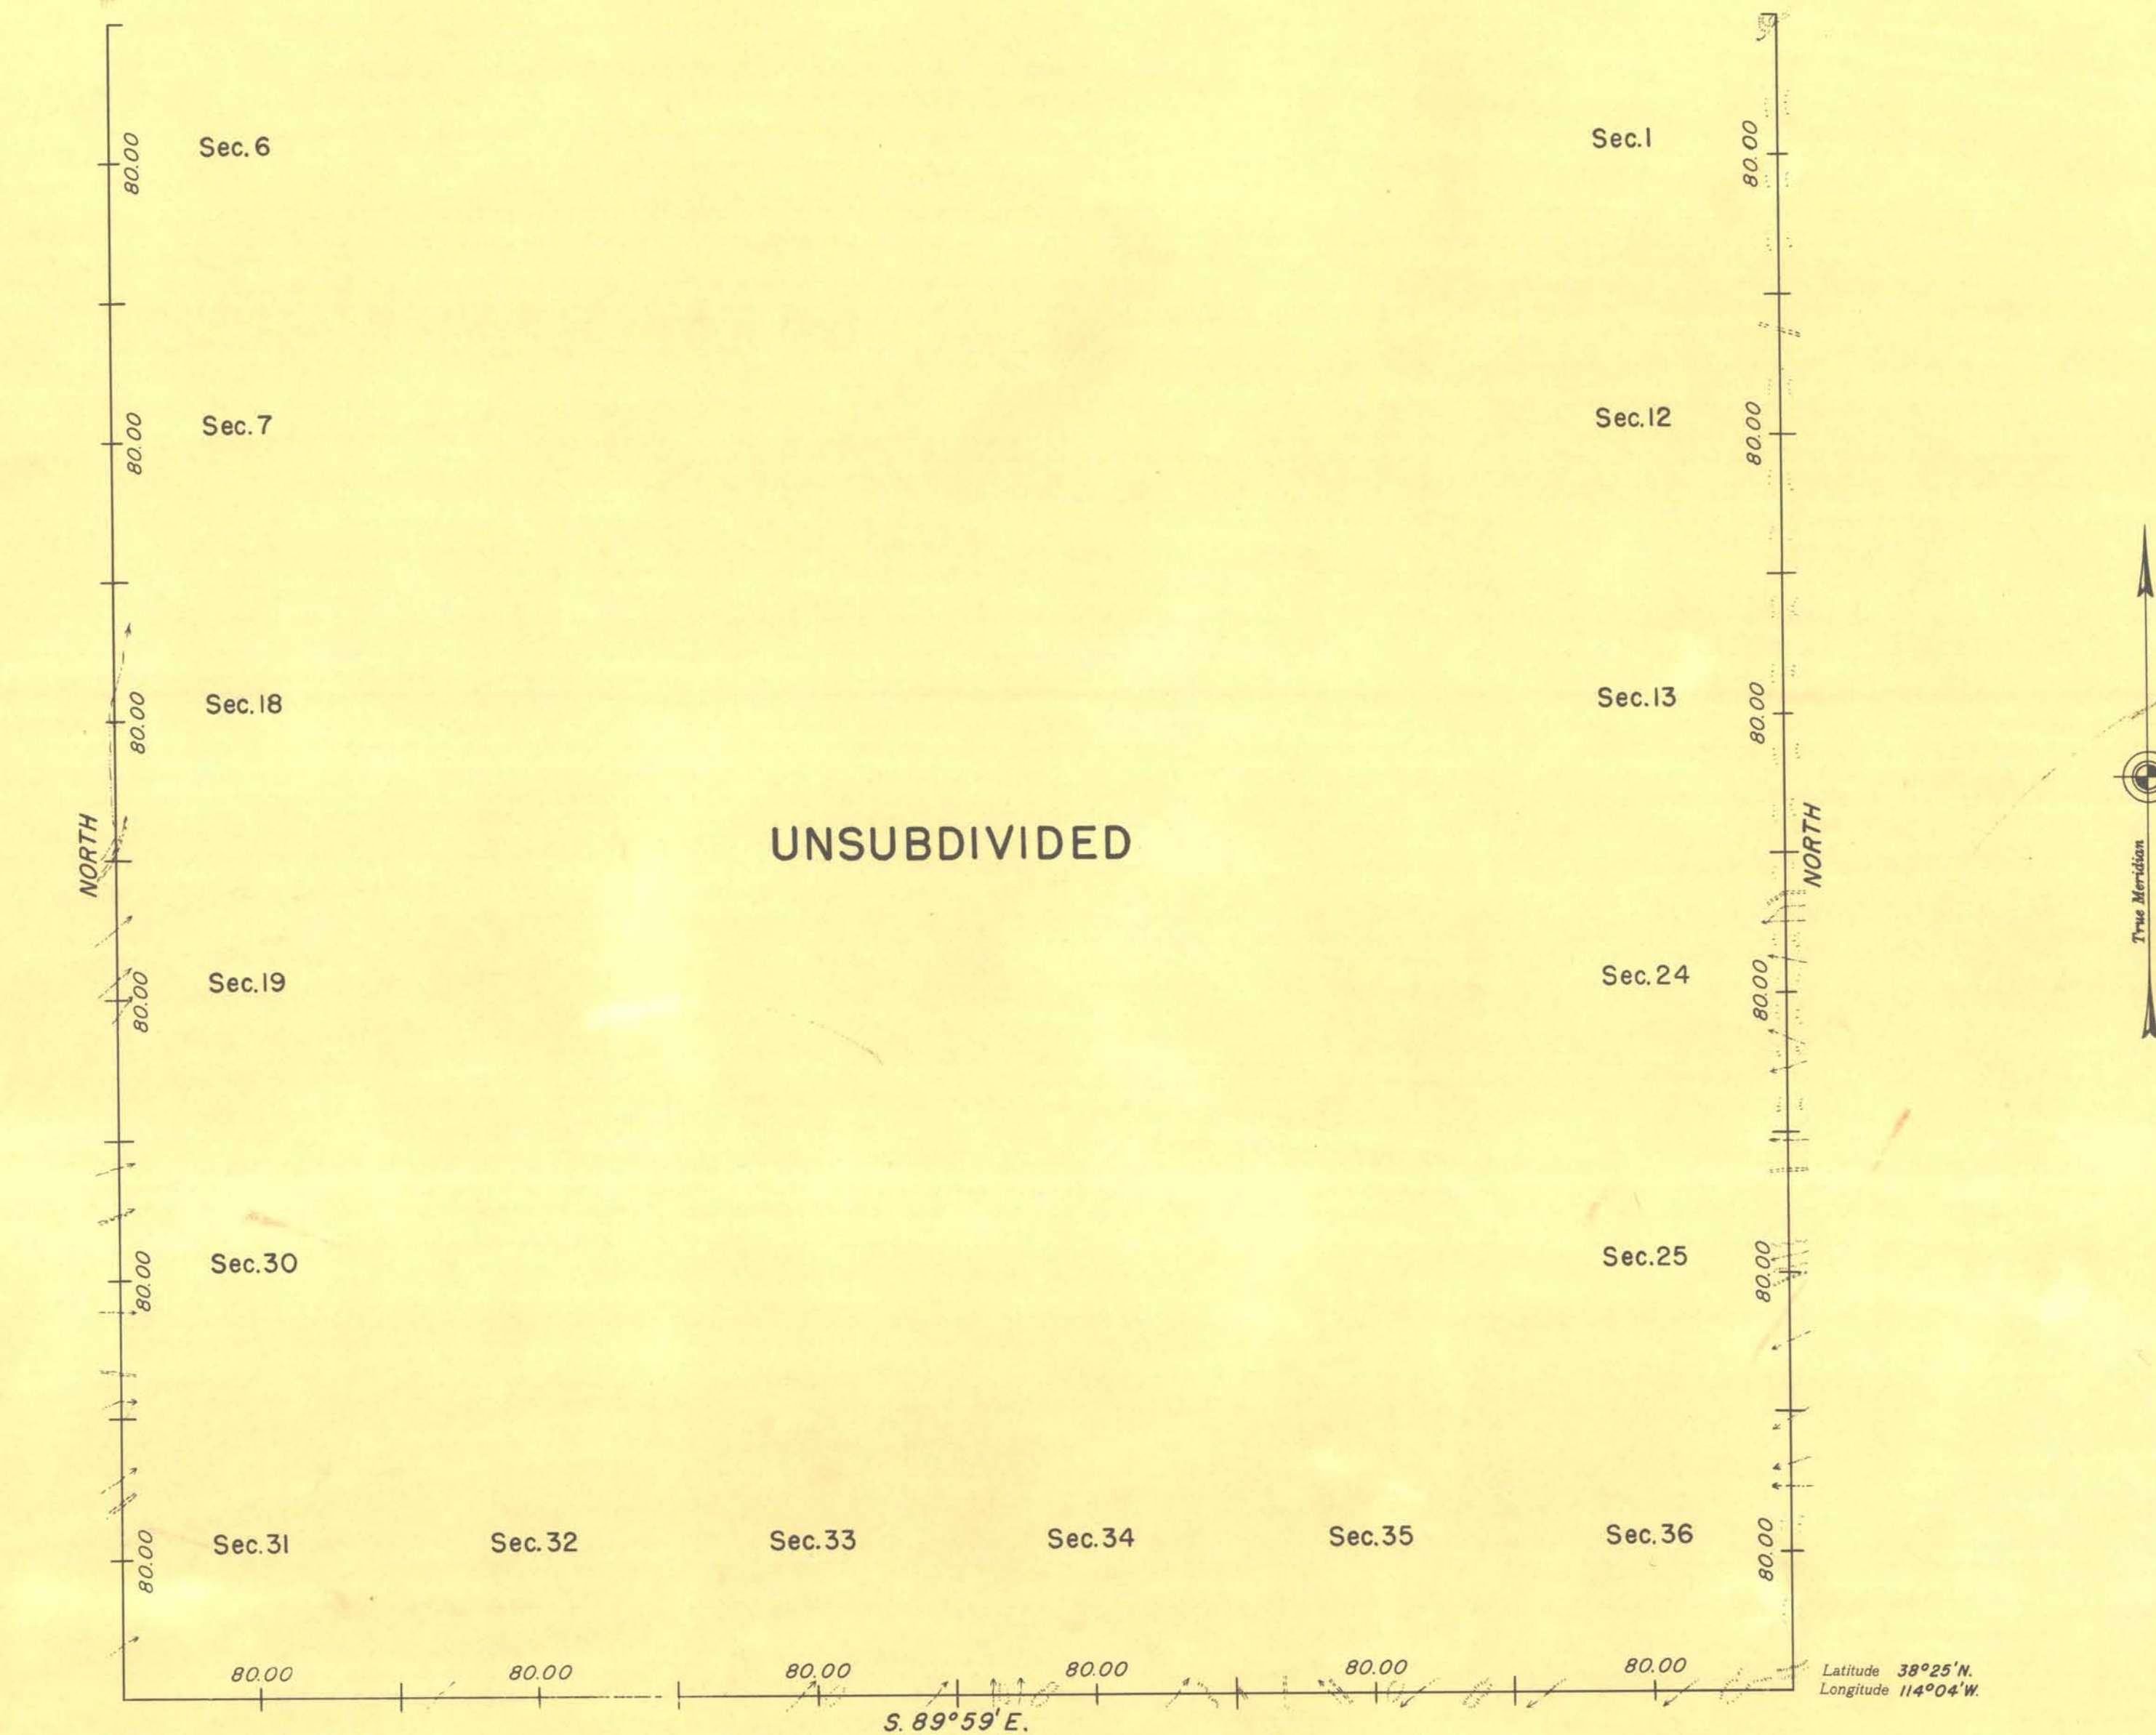 Sec. 6
Sec. 1
80.00
80.00
Sec. 7
Sec. 12
80.00
80.00
Sec. 18
Sec. 13
80.00
80.00
NORTH
UNSUBDIVIDED
NORTH
True Meridian
Sec. 19
Sec. 24
80.00
80.00
Sec. 30
Sec. 25
80.00
80.00
Sec. 31 Sec. 32 Sec. 33 Sec. 34 Sec. 35 Sec. 36
80.00
80.00
80.00 80.00 80.00 80.00 80.00 80.00
Latitude 38°25'N.
Longitude 114°04'W.
S. 89°59'E.